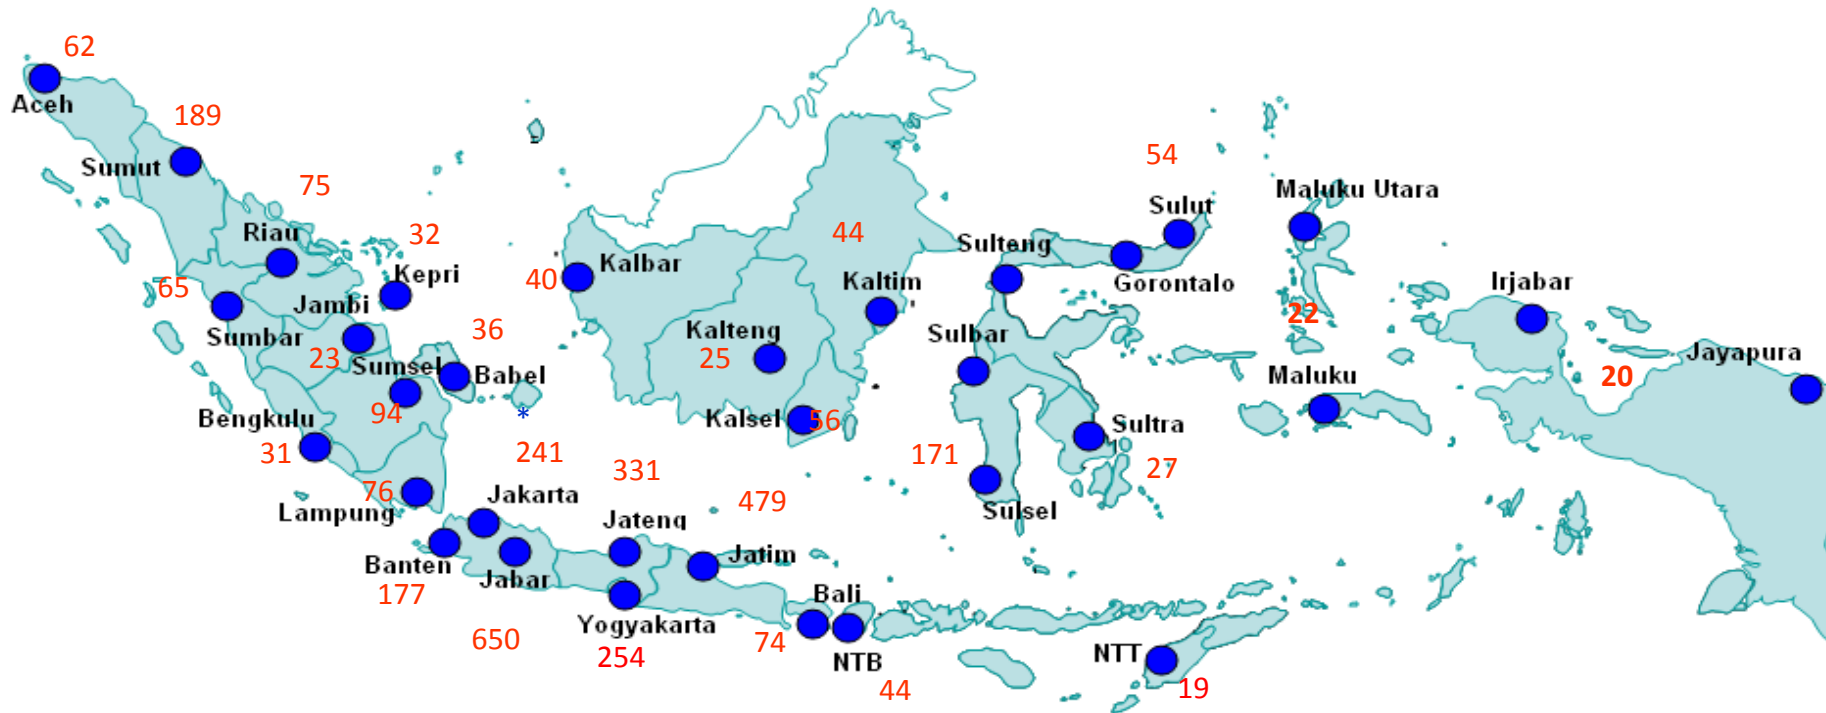 62
Aceh
189
Sumut
75
Riau
32
Kepri
65
Sumbar
Jambi
23
Sumsel
94
36
Babel
*
Bengkulu
31
76
Lampung
241
Jakarta
Banten
177
Jabar
650
331
Jateng
Yogyakarta
254
479
Jatim
Bali
74
NTB
44
NTT
19
40
Kalbar
44
Kaltim
Kalteng
25
Kalsel
56
54
Sulut
Sulteng
Gorontalo
Sulbar
171
Sulsel
Sultra
27
Maluku Utara
22
Maluku
Irjabar
20
Jayapura